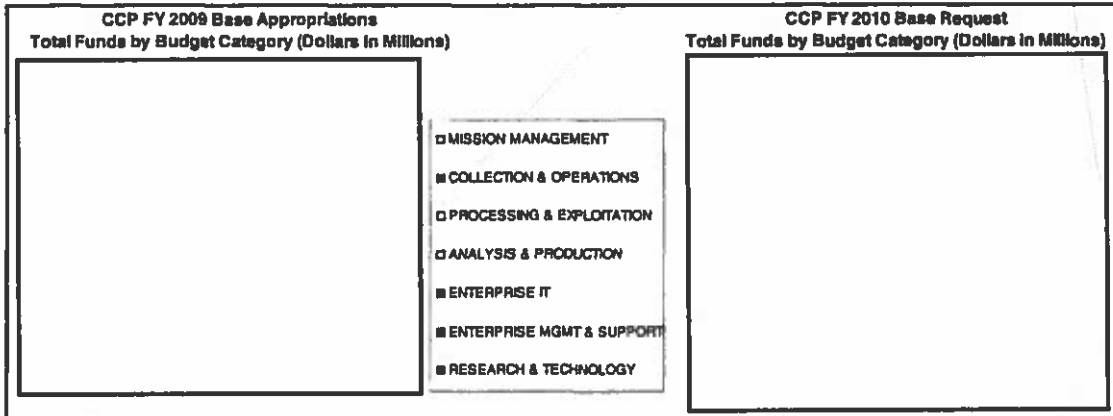 CCP FY 2009 Base Appropriations
Total Funds by Budget Category (Dollars in Millions)
MISSION MANAGEMENT
COLLECTION & OPERATIONS
PROCESSING & EXPLOITATION
ANALYSIS & PRODUCTION
ENTERPRISE IT
ENTERPRISE MGMT & SUPPORT
RESEARCH & TECHNOLOGY
CCP FY 2010 Base Request
Total Funds by Budget Category (Dollars in Millions)